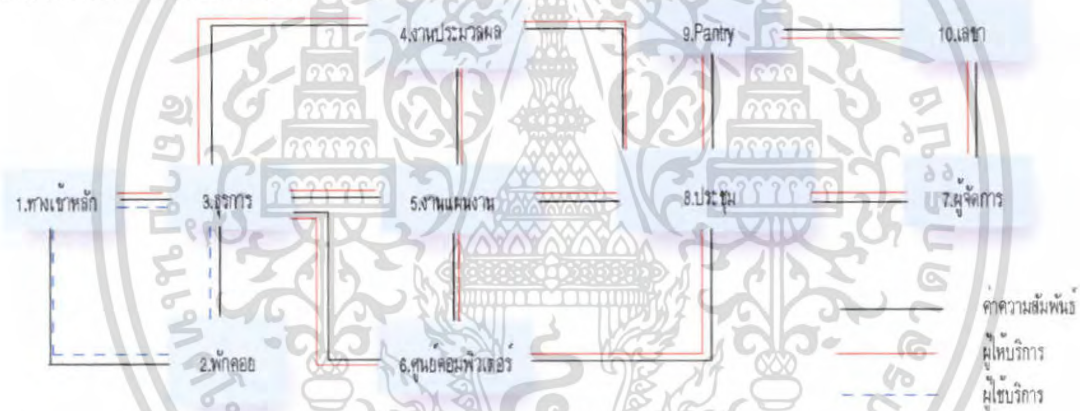 4.งานประมวลผล
9.Pantry
10.เลขา
1.ทางเข้าหลัก
3.ธุรการ
5.งานแผนงาน
8.ประชุม
7.ผู้จัดการ
2.พักคอย
6.ศูนย์คอมพิวเตอร์
ค่าความสัมพันธ์
ผู้ให้บริการ
ผู้ใช้บริการ